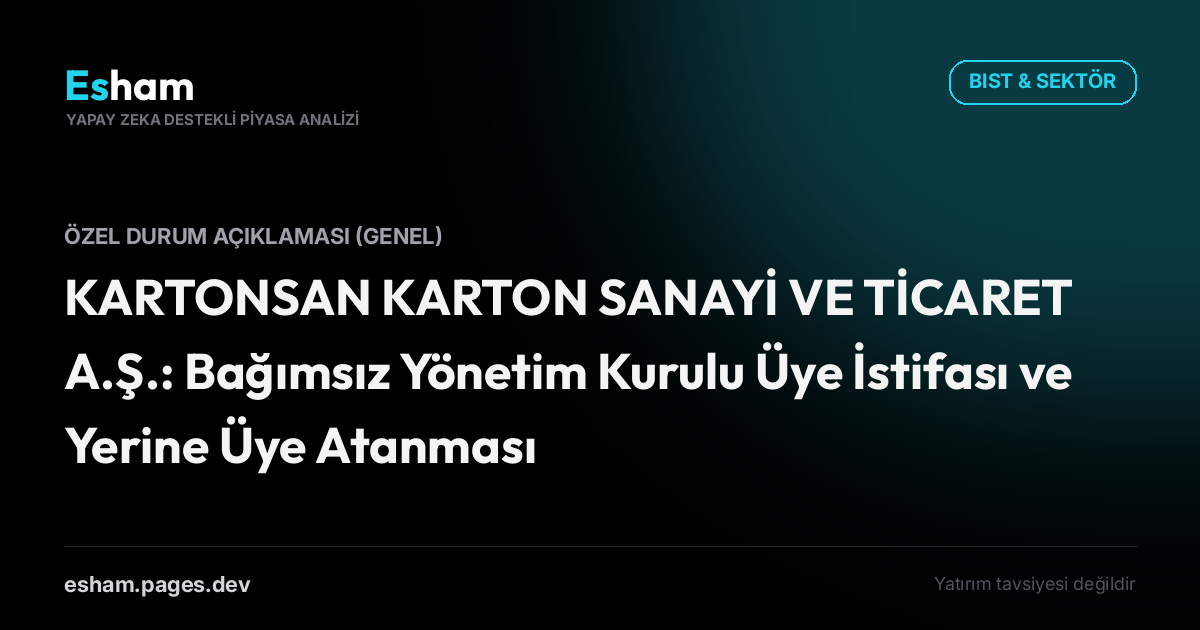 Esham
YAPAY ZEKA DESTEKLİ PİYASA ANALİZİ
BIST & SEKTÖR
ÖZEL DURUM AÇIKLAMASI (GENEL)
KARTONSAN KARTON SANAYİ VE TİCARET
A.Ş.: Bağımsız Yönetim Kurulu Üye İstifası ve
Yerine Üye Atanması
esham.pages.dev
Yatırım tavsiyesi değildir